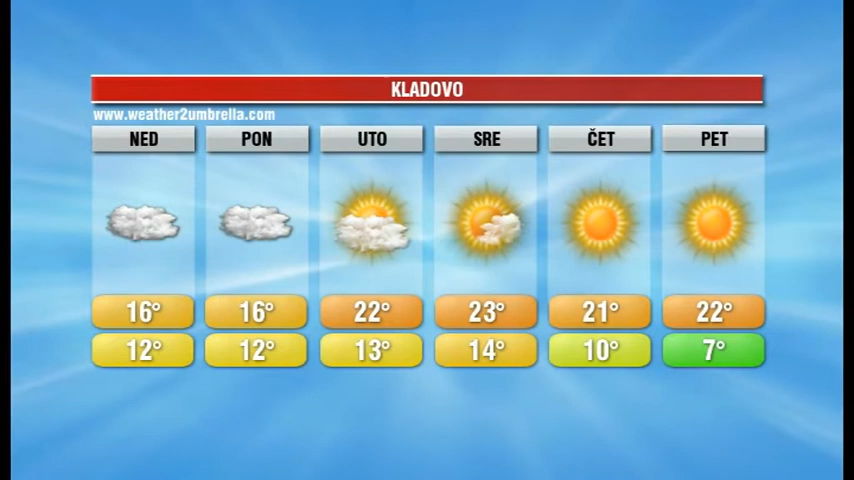 KLADOVO
www.weather2umbrella.com
NED PON UTO SRE ČET PET
16° 16° 22° 23° 21° 22°
12° 12° 13° 14° 10° 7°